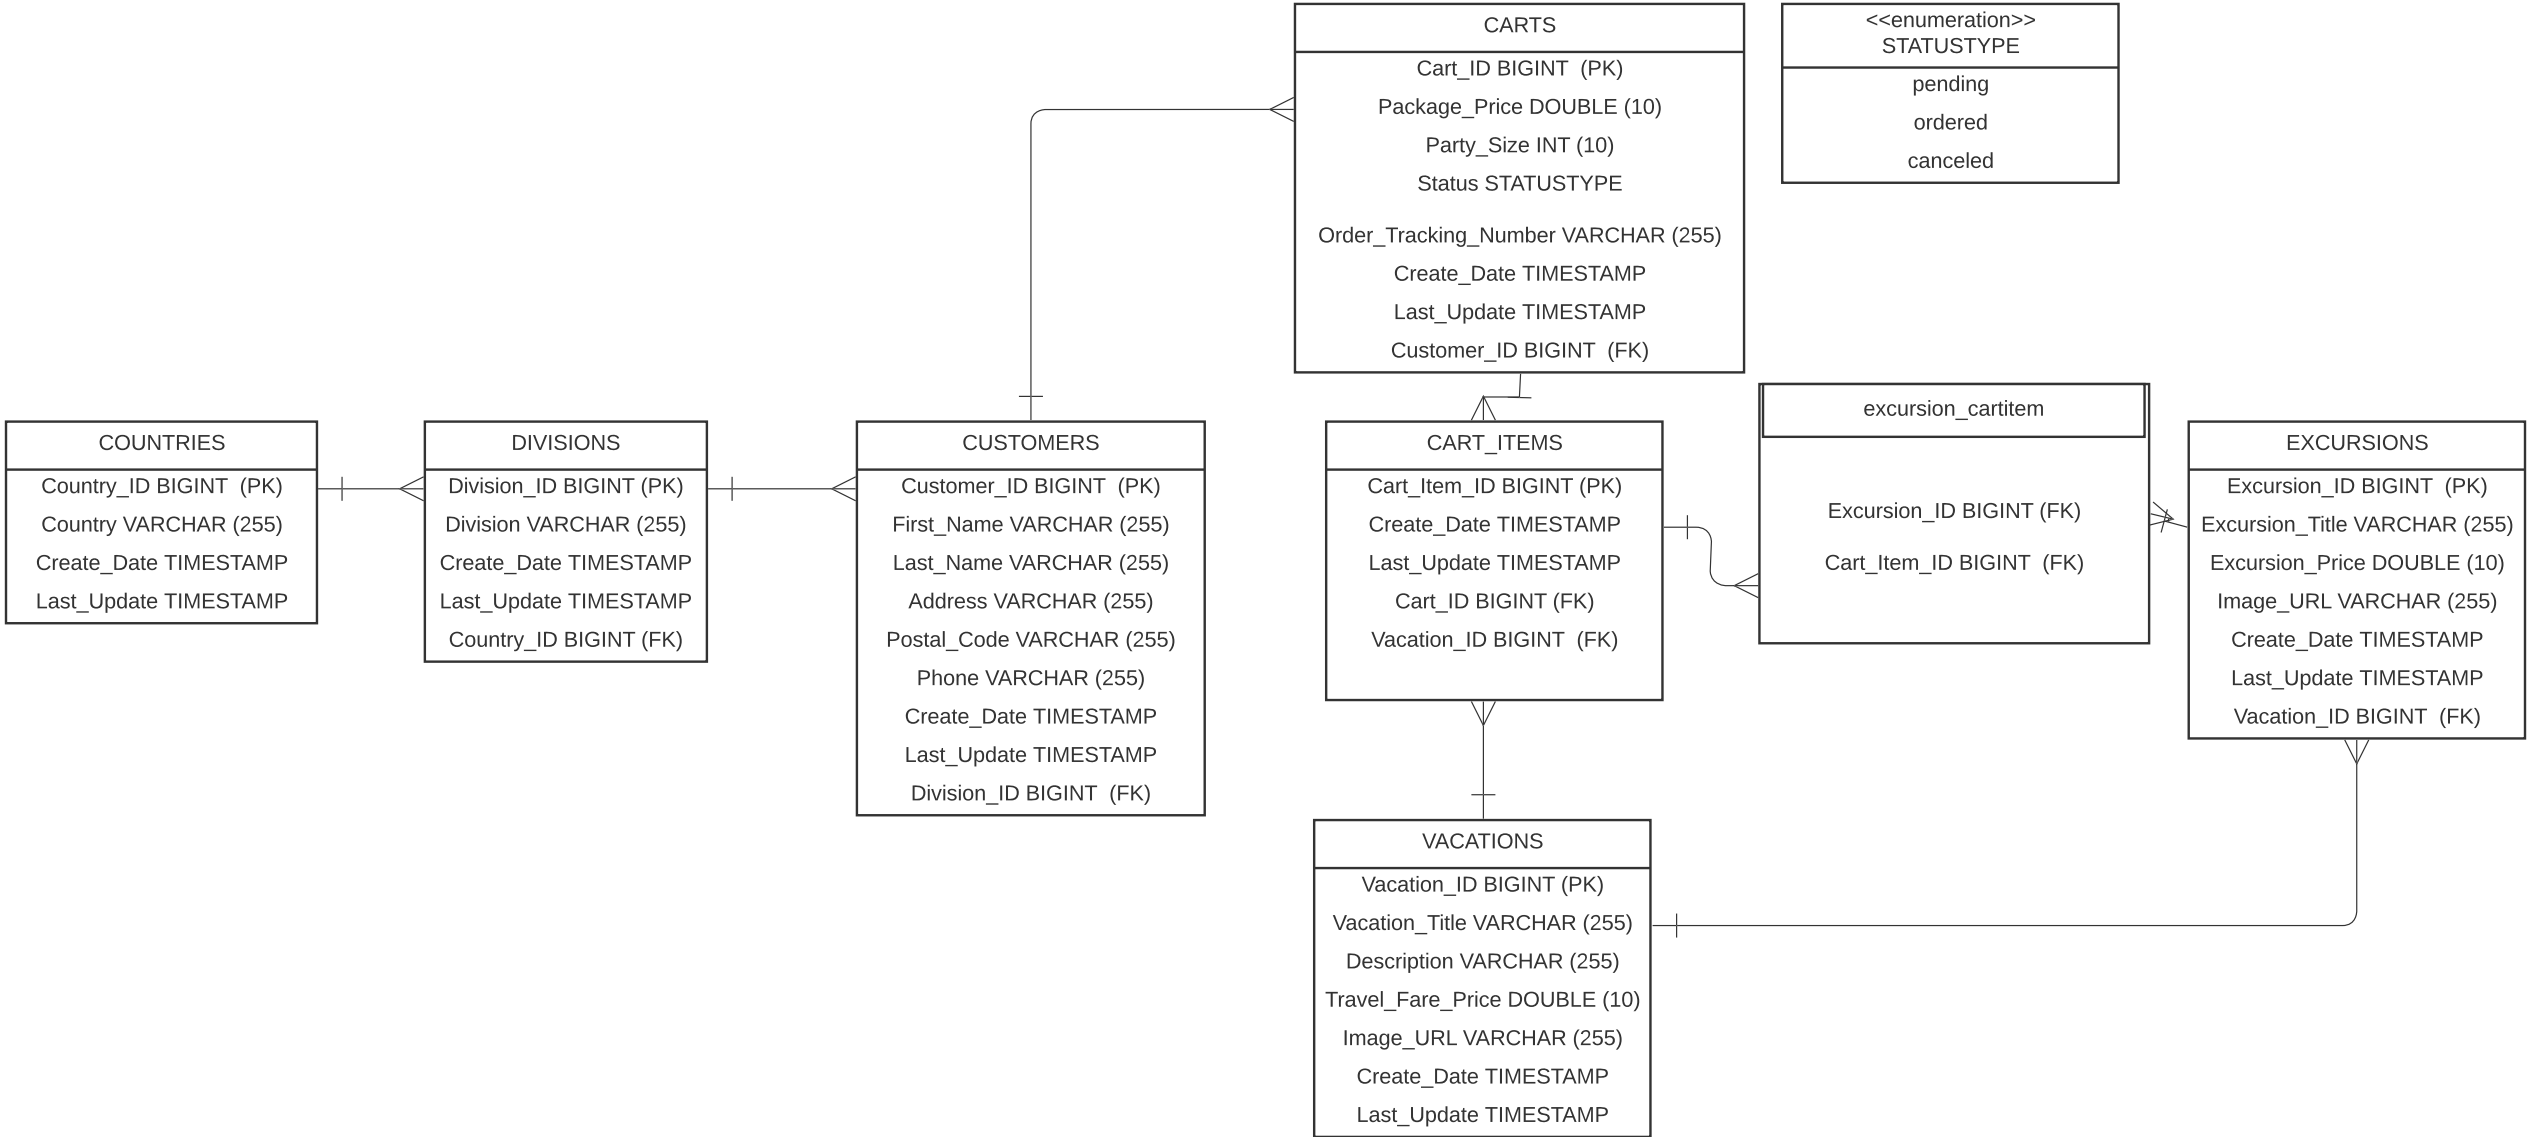 CARTS
Cart_ID BIGINT  (PK)
Package_Price DOUBLE (10)
Party_Size INT (10)
Status STATUSTYPE
Order_Tracking_Number VARCHAR (255)
Create_Date TIMESTAMP
Last_Update TIMESTAMP
Customer_ID BIGINT  (FK)
<<enumeration>>
STATUSTYPE
pending
ordered
canceled
COUNTRIES
Country_ID BIGINT  (PK)
Country VARCHAR (255)
Create_Date TIMESTAMP
Last_Update TIMESTAMP
DIVISIONS
Division_ID BIGINT (PK)
Division VARCHAR (255)
Create_Date TIMESTAMP
Last_Update TIMESTAMP
Country_ID BIGINT (FK)
CUSTOMERS
Customer_ID BIGINT  (PK)
First_Name VARCHAR (255)
Last_Name VARCHAR (255)
Address VARCHAR (255)
Postal_Code VARCHAR (255)
Phone VARCHAR (255)
Create_Date TIMESTAMP
Last_Update TIMESTAMP
Division_ID BIGINT  (FK)
CART_ITEMS
Cart_Item_ID BIGINT (PK)
Create_Date TIMESTAMP
Last_Update TIMESTAMP
Cart_ID BIGINT (FK)
Vacation_ID BIGINT  (FK)
excursion_cartitem
Excursion_ID BIGINT (FK)
Cart_Item_ID BIGINT  (FK)
EXCURSIONS
Excursion_ID BIGINT  (PK)
Excursion_Title VARCHAR (255)
Excursion_Price DOUBLE (10)
Image_URL VARCHAR (255)
Create_Date TIMESTAMP
Last_Update TIMESTAMP
Vacation_ID BIGINT  (FK)
VACATIONS
Vacation_ID BIGINT (PK)
Vacation_Title VARCHAR (255)
Description VARCHAR (255)
Travel_Fare_Price DOUBLE (10)
Image_URL VARCHAR (255)
Create_Date TIMESTAMP
Last_Update TIMESTAMP